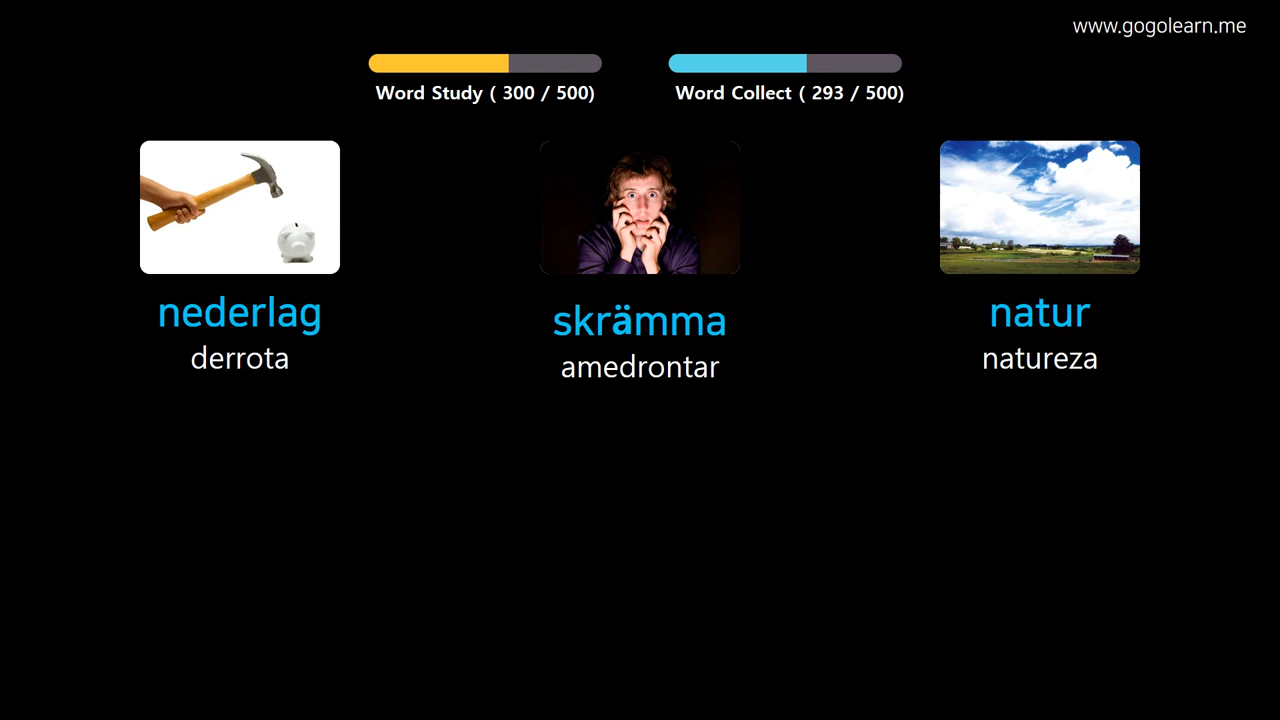 www.gogolearn.me
Word Study ( 300 / 500)
Word Collect ( 293 / 500)
nederlag
derrota
skrämma
amedrontar
natur
natureza